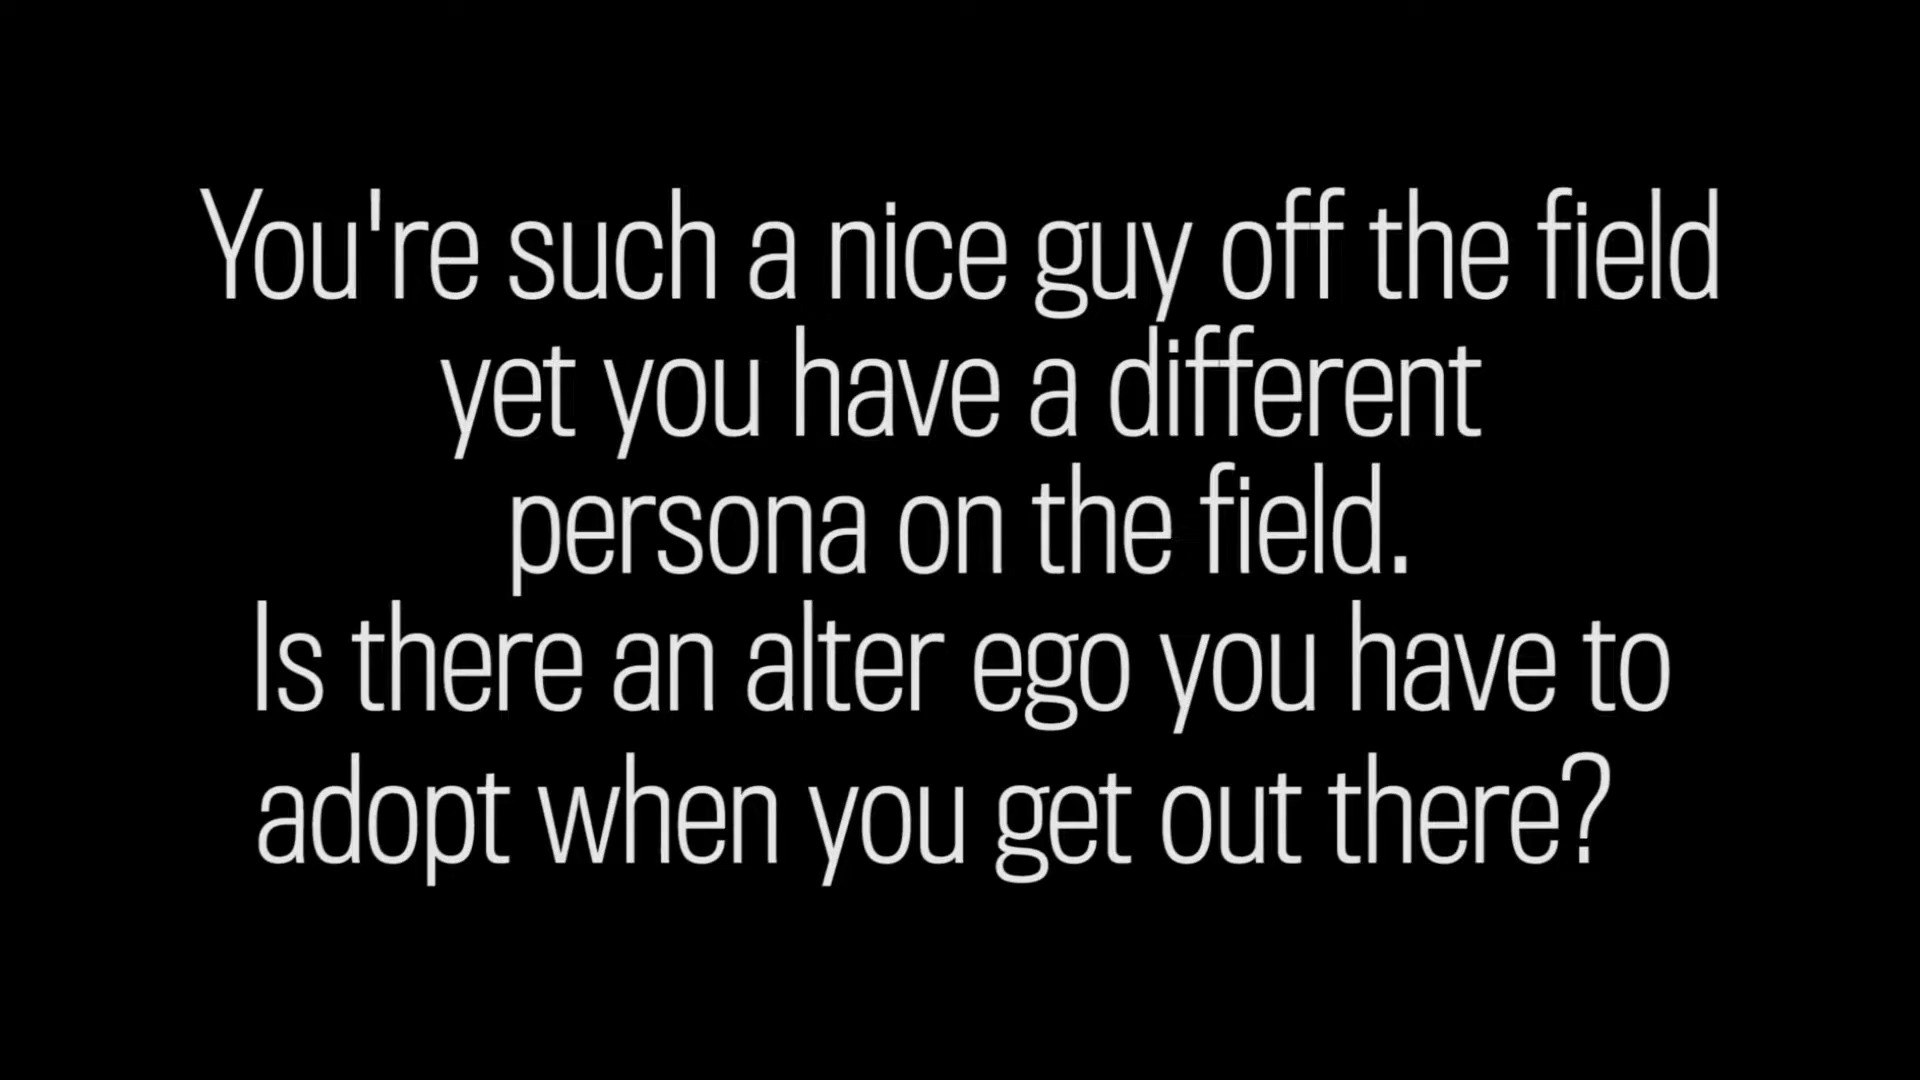 You're such a nice guy off the field
yet you have a different
persona on the field.
Is there an alter ego you have to
adopt when you get out there?